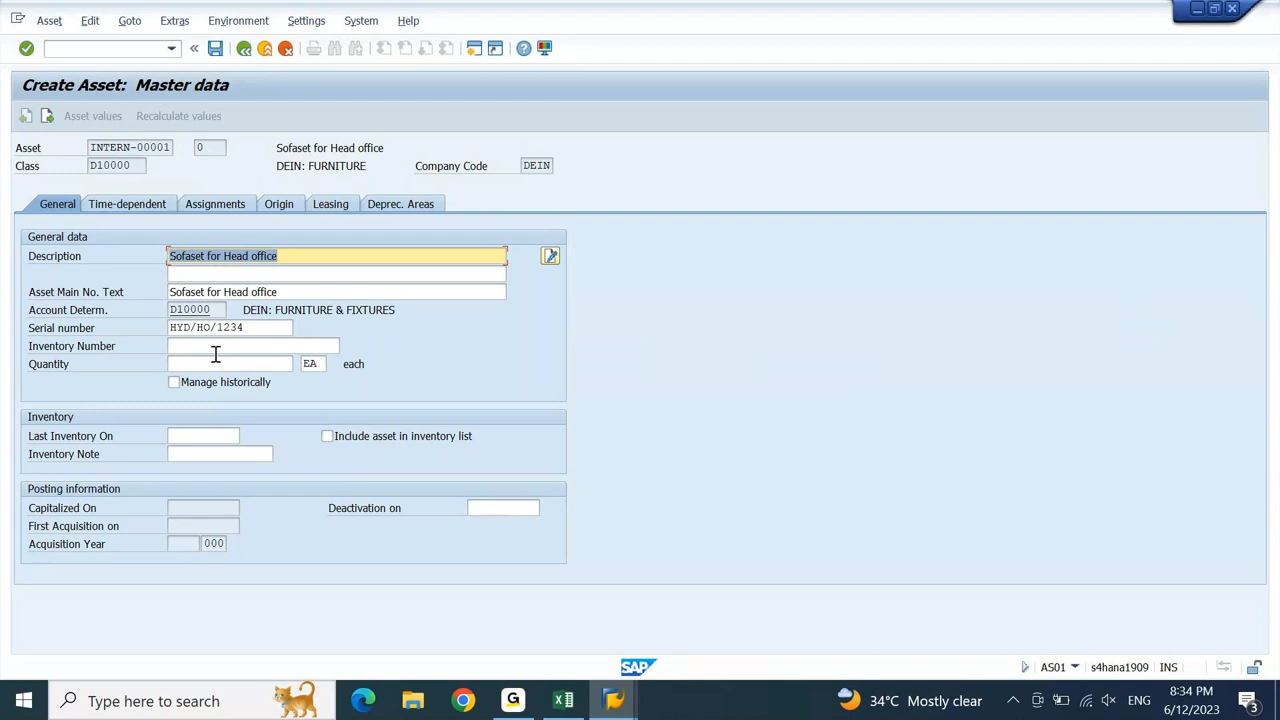 Asset Edit Goto Extras Environment Settings System Help
Create Asset: Master data
Asset values Recalculate values
Asset INTERN-00001 0 Sofaset for Head office
Class D10000 DEIN: FURNITURE Company Code DEIN
General Time-dependent Assignments Origin Leasing Deprec. Areas
General data
Description Sofaset for Head office
Asset Main No. Text Sofaset for Head office
Account Determ. D10000 DEIN: FURNITURE & FIXTURES
Serial number HYD/HO/1234
Inventory Number
Quantity EA each
Manage historically
Inventory
Last Inventory On Include asset in inventory list
Inventory Note
Posting information
Capitalized On Deactivation on
First Acquisition on
Acquisition Year 000
SAP AS01 s4hana1909 INS
Type here to search 34°C Mostly clear ENG 8:34 PM
6/12/2023 3